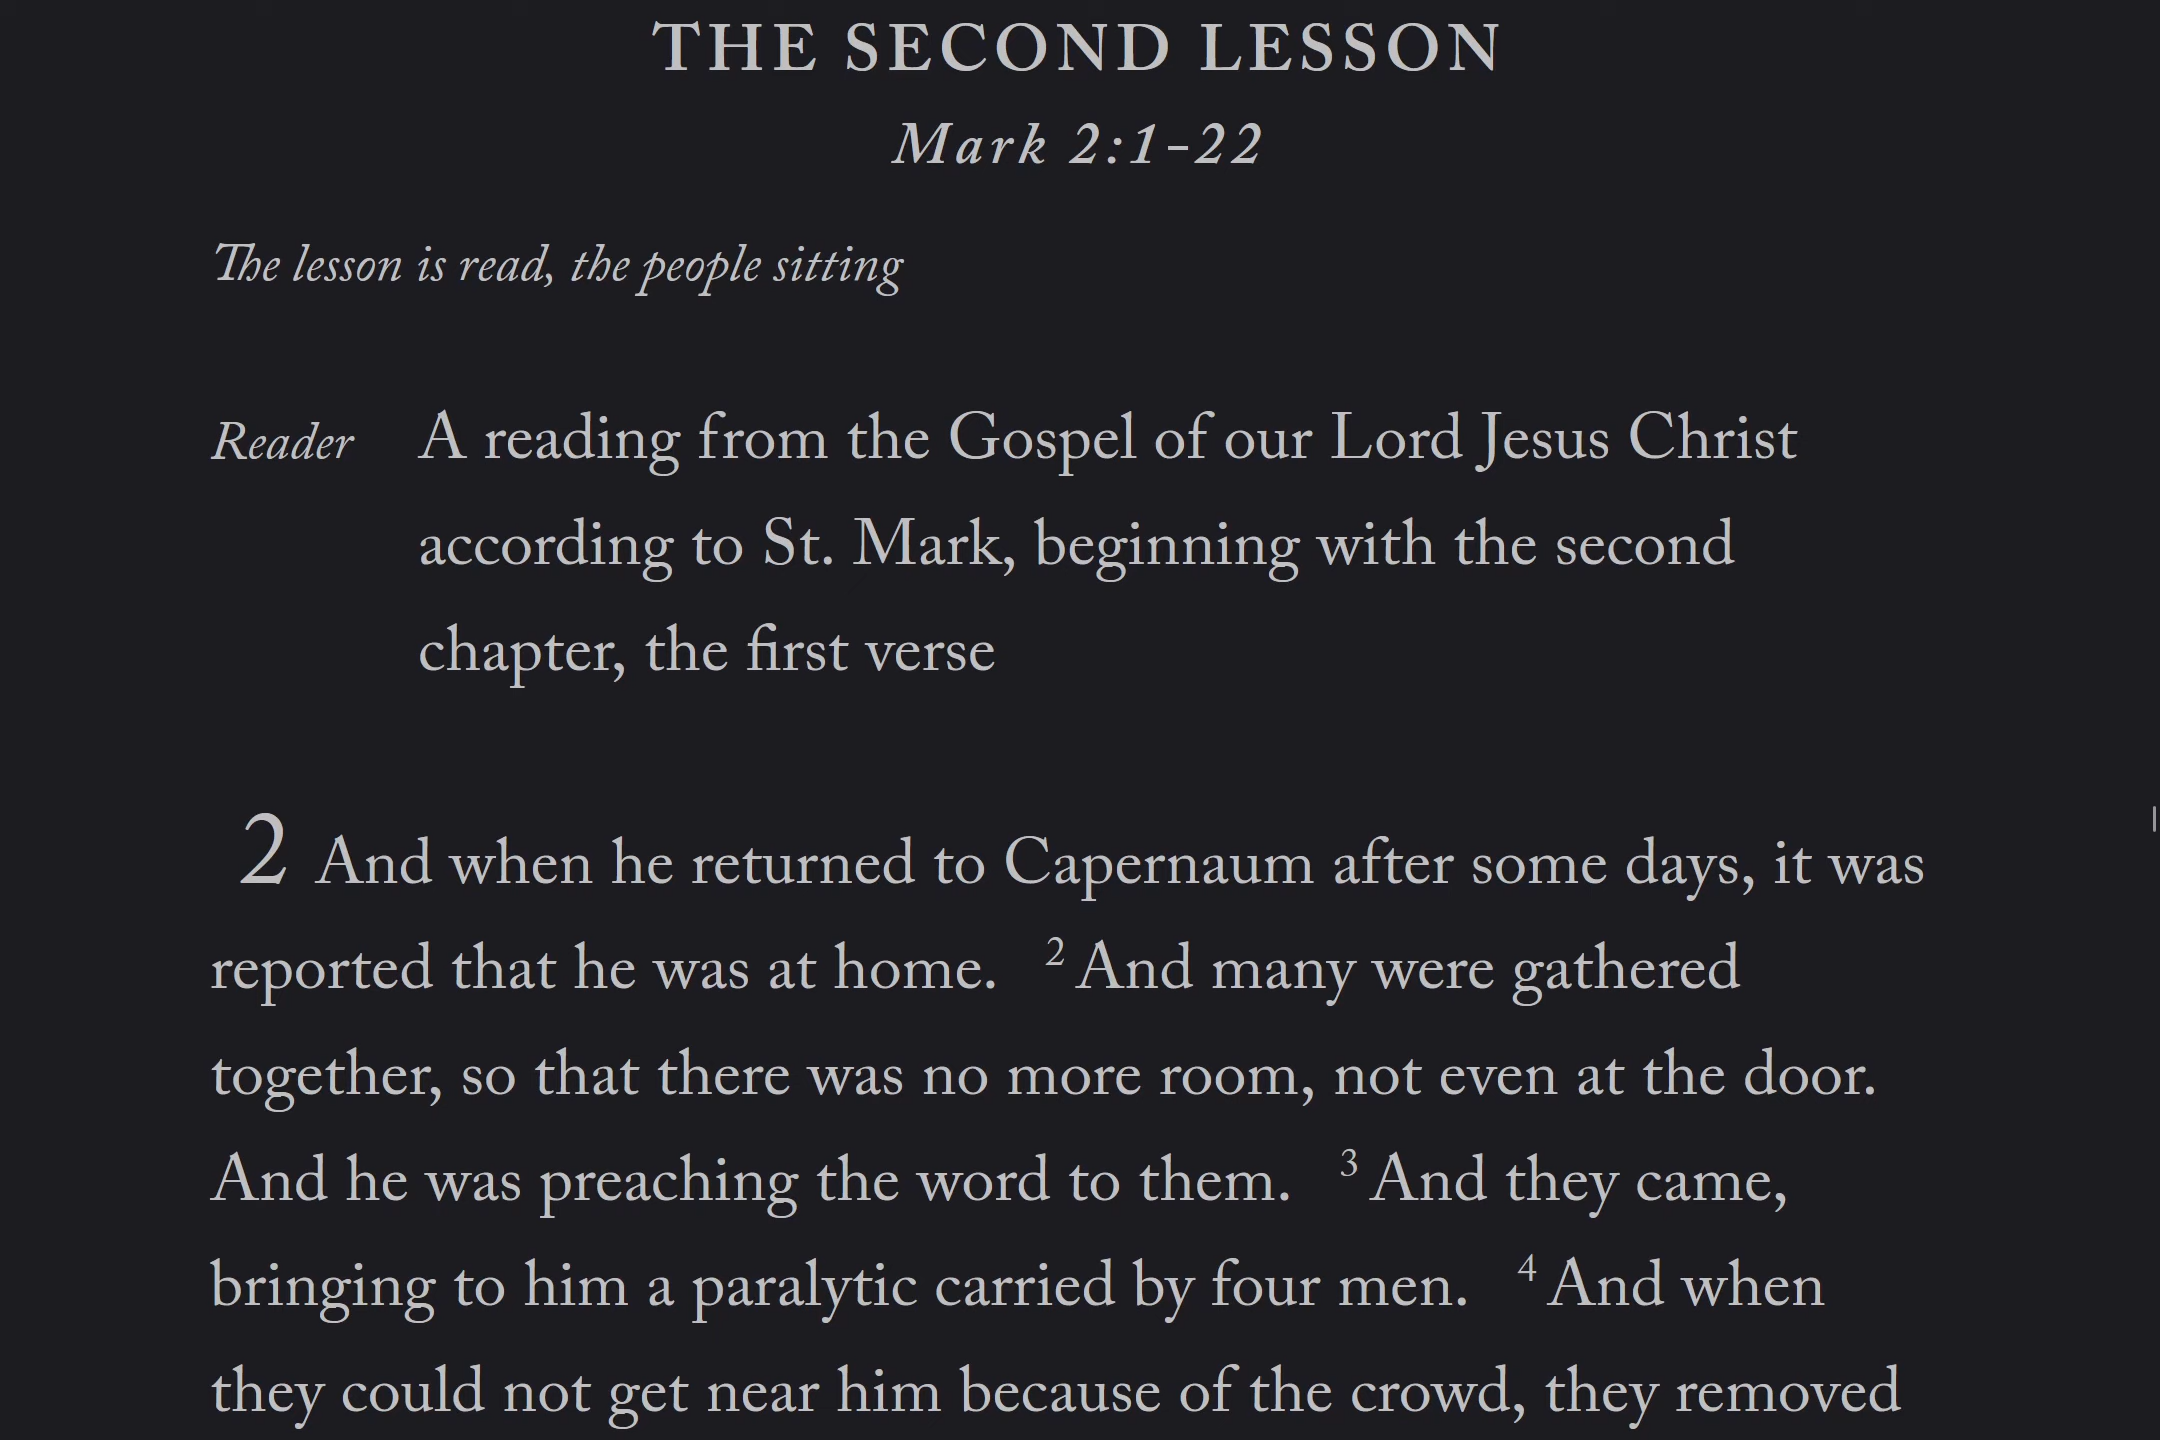 THE SECOND LESSON
Mark 2:1-22
The lesson is read, the people sitting
Reader A reading from the Gospel of our Lord Jesus Christ
according to St. Mark, beginning with the second
chapter, the first verse
2 And when he returned to Capernaum after some days, it was
reported that he was at home. 2 And many were gathered
together, so that there was no more room, not even at the door.
And he was preaching the word to them. 3 And they came,
bringing to him a paralytic carried by four men. 4 And when
they could not get near him because of the crowd, they removed